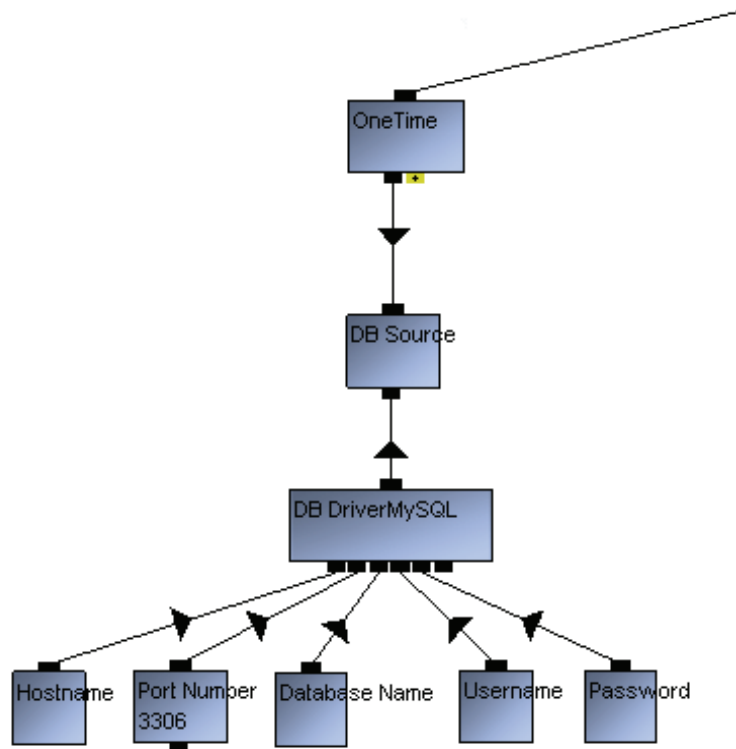 OneTime
+
DB Source
DB DriverMySQL
Hostname
Port Number
3306
Database Name
Username
Password